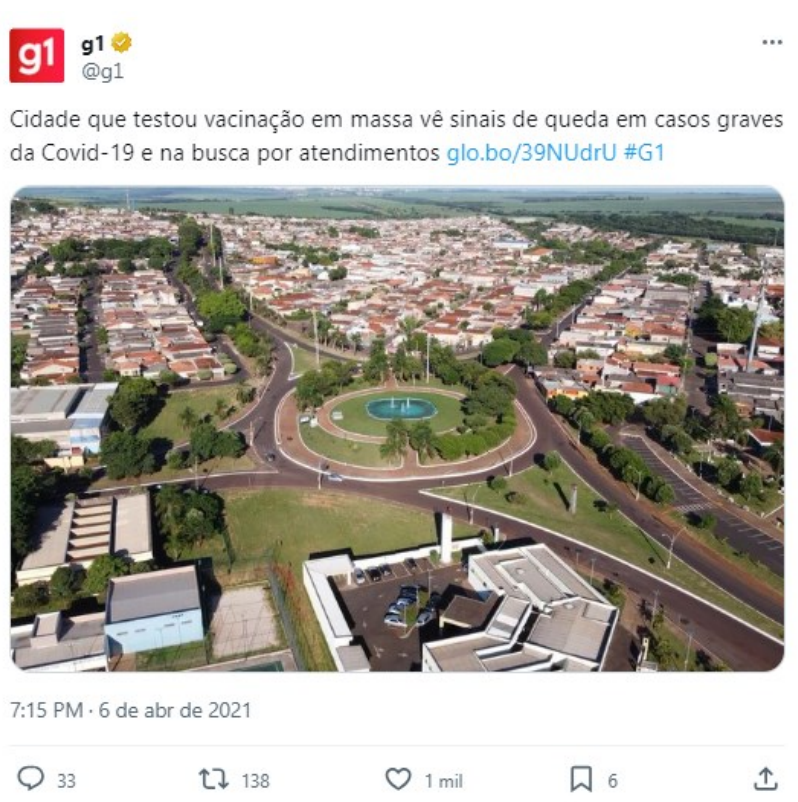 g1
g1
@g1
Cidade que testou vacinação em massa vê sinais de queda em casos graves
da Covid-19 e na busca por atendimentos glo.bo/39NUdrU #G1
7:15 PM · 6 de abr de 2021
33 138 1 mil 6